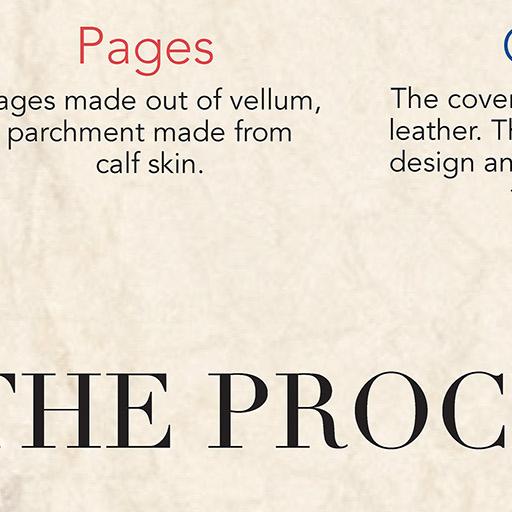 Pages
ages made out of vellum,
parchment made from
calf skin.
The cover
leather. Th
design an
THE PROC